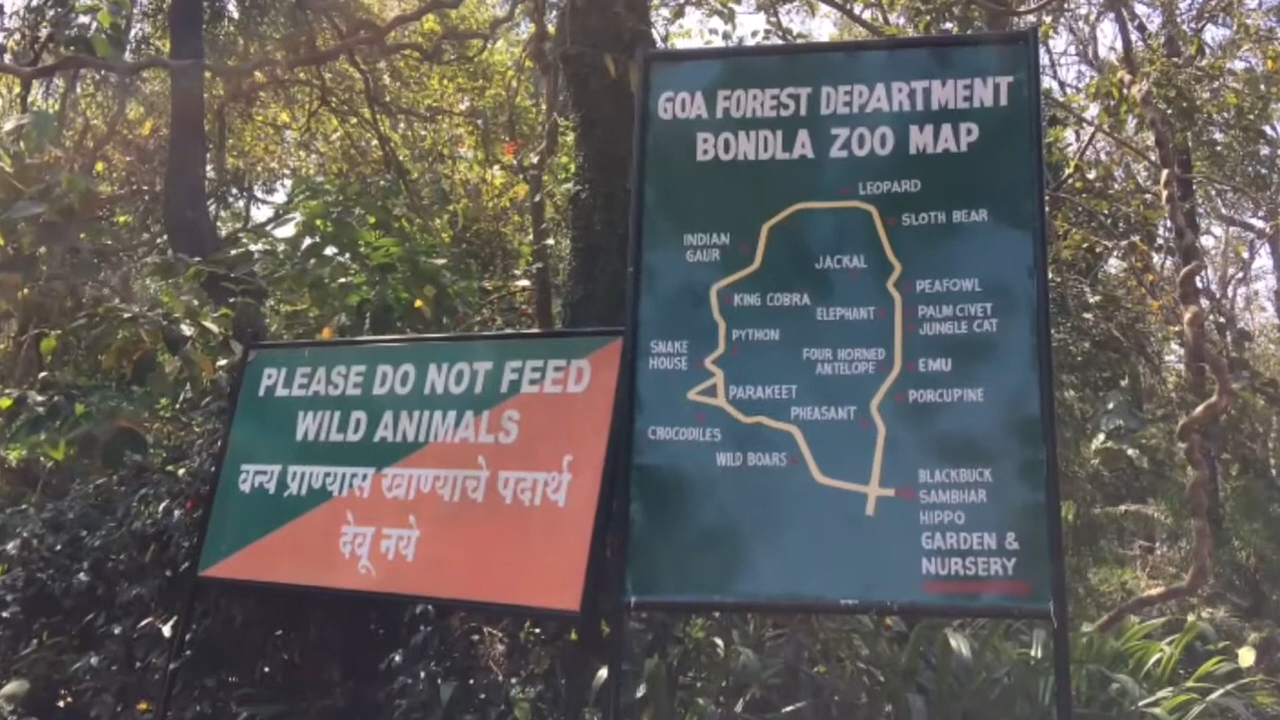 PLEASE DO NOT FEED
WILD ANIMALS
वन्य प्राण्यास खाण्याचे पदार्थ
देवू नये
GOA FOREST DEPARTMENT
BONDLA ZOO MAP
LEOPARD
SLOTH BEAR
INDIAN
GAUR
JACKAL
PEAFOWL
KING COBRA
ELEPHANT
PALM CIVET
JUNGLE CAT
PYTHON
SNAKE
HOUSE
FOUR HORNED
ANTELOPE
EMU
PARAKEET
PORCUPINE
PHEASANT
CROCODILES
WILD BOARS
BLACKBUCK
SAMBHAR
HIPPO
GARDEN &
NURSERY